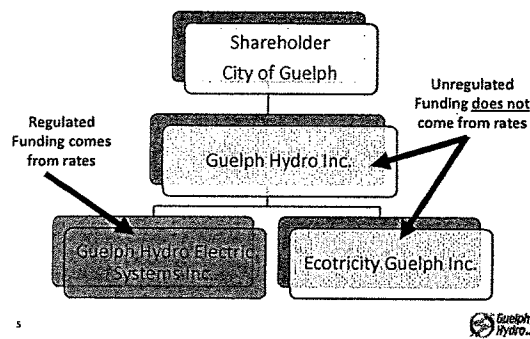 Shareholder
City of Guelph
Unregulated
Funding does not
come from rates
Regulated
Funding comes
from rates
Guelph Hydro Inc.
Guelph Hydro Electric
Systems Inc.
Ecotricity Guelph Inc.
5
Guelph
Hydro